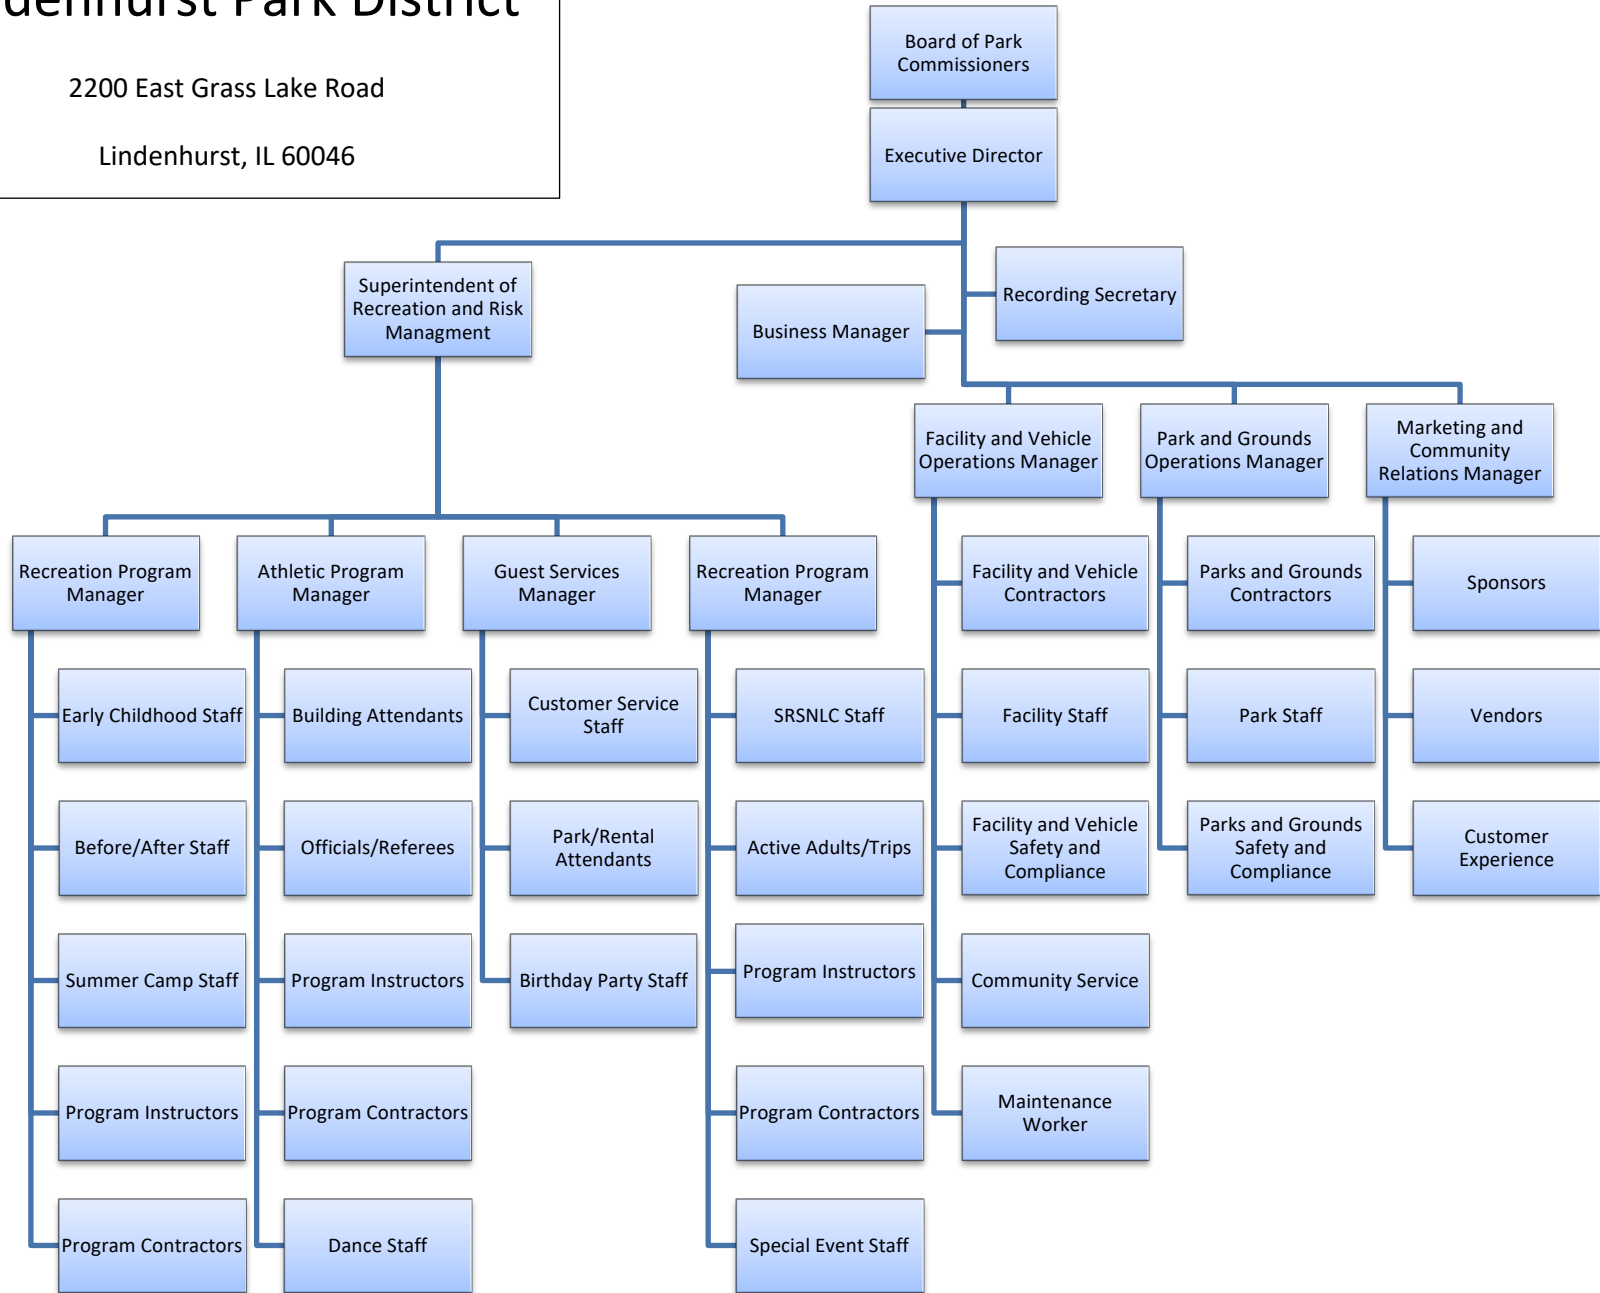 denhurst Park District
2200 East Grass Lake Road
Lindenhurst, IL 60046
Board of Park
Commissioners
Executive Director
Superintendent of
Recreation and Risk
Managment
Recording Secretary
Business Manager
Facility and Vehicle
Operations Manager
Park and Grounds
Operations Manager
Marketing and
Community
Relations Manager
Recreation Program
Manager
Athletic Program
Manager
Guest Services
Manager
Recreation Program
Manager
Early Childhood Staff
Before/After Staff
Summer Camp Staff
Program Instructors
Program Contractors
Building Attendants
Officials/Referees
Program Instructors
Program Contractors
Dance Staff
Customer Service
Staff
Park/Rental
Attendants
Birthday Party Staff
SRSNLC Staff
Active Adults/Trips
Program Instructors
Program Contractors
Special Event Staff
Facility and Vehicle
Contractors
Facility Staff
Facility and Vehicle
Safety and
Compliance
Community Service
Maintenance
Worker
Parks and Grounds
Contractors
Park Staff
Parks and Grounds
Safety and
Compliance
Sponsors
Vendors
Customer
Experience